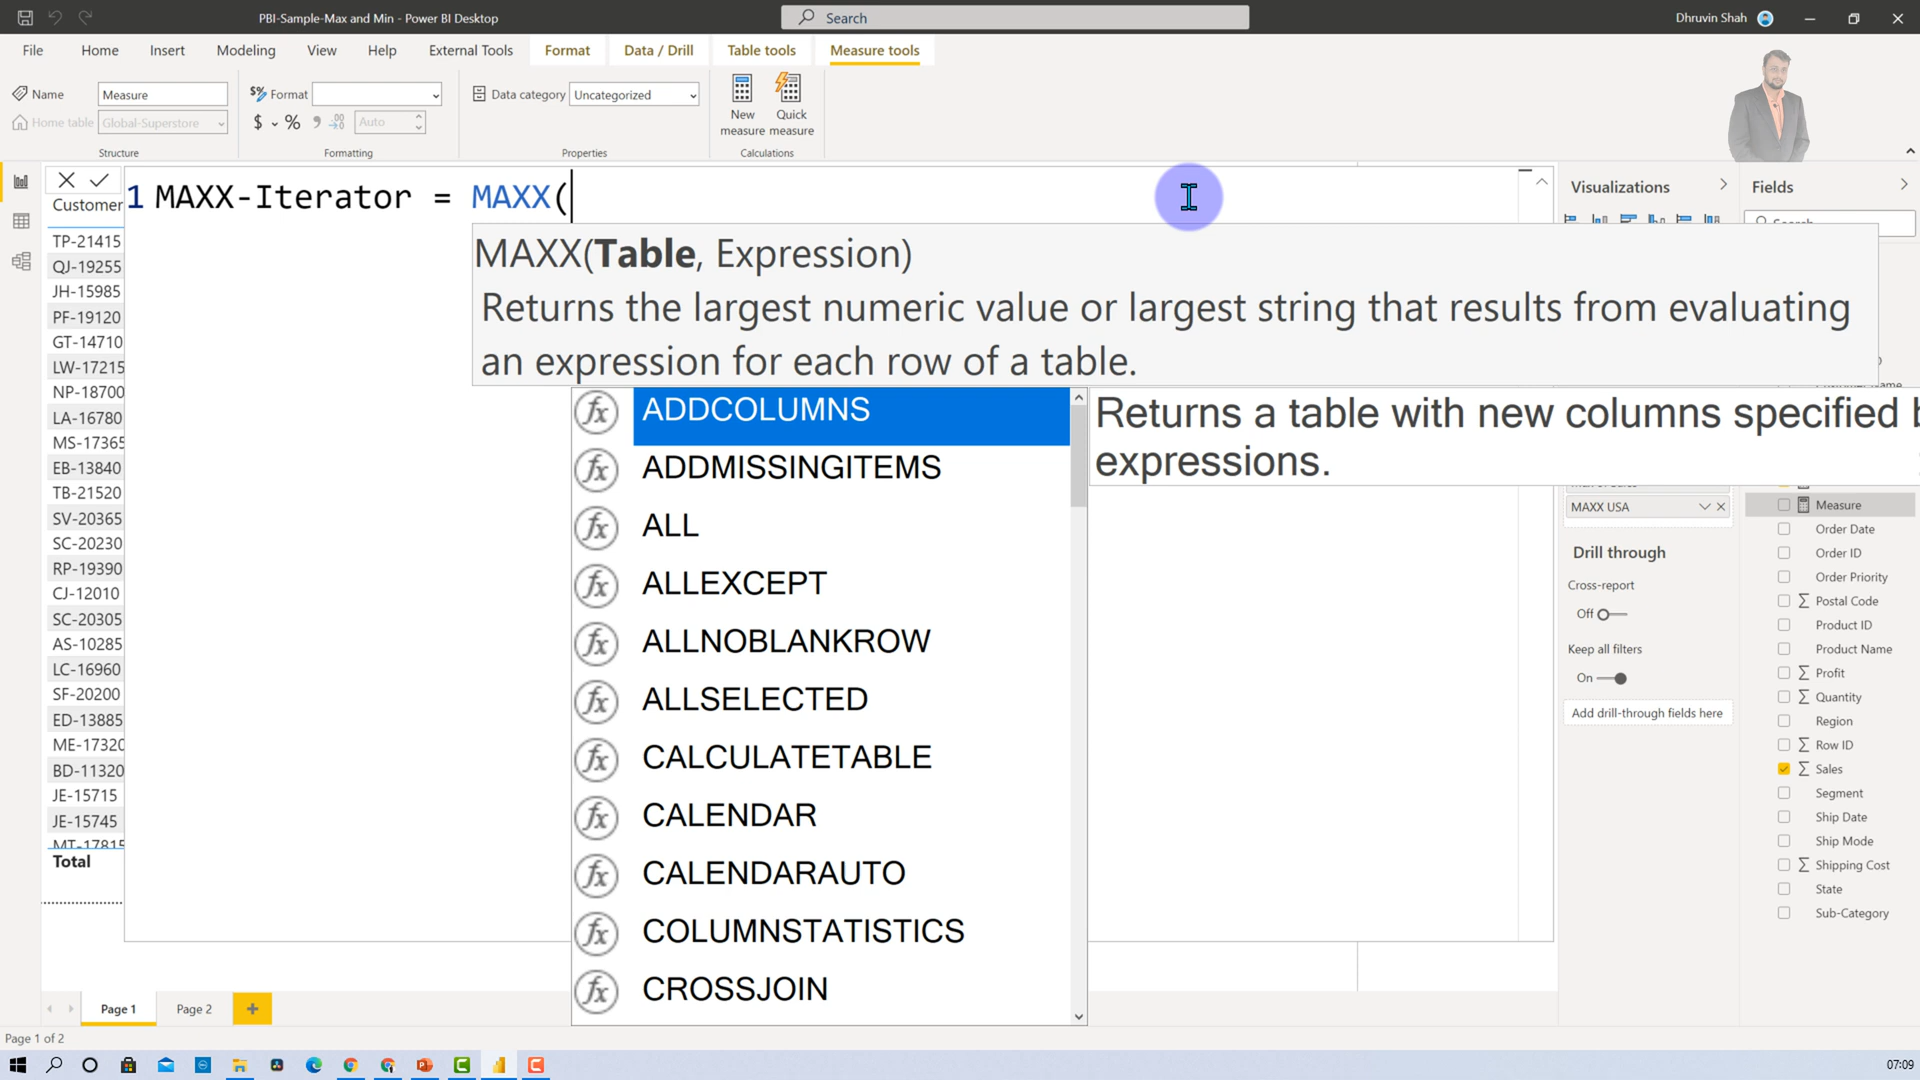 PBI-Sample-Max and Min - Power BI Desktop
Search
Dhruvin Shah
File
Home
Insert
Modeling
View
Help
External Tools
Format
Data / Drill
Table tools
Measure tools
Name
Measure
Home table
Global-Superstore
Structure
Format
$
%
Auto
Formatting
Data category
Uncategorized
Properties
New
measure
Quick
measure
Calculations
1 MAXX-Iterator = MAXX(
MAXX(Table, Expression)
Returns the largest numeric value or largest string that results from evaluating
an expression for each row of a table.
ADDCOLUMNS
ADDMISSINGITEMS
ALL
ALLEXCEPT
ALLNOBLANKROW
ALLSELECTED
CALCULATETABLE
CALENDAR
CALENDARAUTO
COLUMNSTATISTICS
CROSSJOIN
Returns a table with new columns specified
expressions.
Customer
TP-21415
QJ-19255
JH-15985
PF-19120
GT-14710
LW-17215
NP-18700
LA-16780
MS-17365
EB-13840
TB-21520
SV-20365
SC-20230
RP-19390
CJ-12010
SC-20305
AS-10285
LC-16960
SF-20200
ED-13885
ME-17320
BD-11320
JE-15715
JE-15745
MT-17815
Total
Visualizations
MAXX USA
Drill through
Cross-report
Off
Keep all filters
On
Add drill-through fields here
Fields
Search
Measure
Order Date
Order ID
Order Priority
Postal Code
Product ID
Product Name
Profit
Quantity
Region
Row ID
Sales
Segment
Ship Date
Ship Mode
Shipping Cost
State
Sub-Category
Page 1
Page 2
Page 1 of 2
07:09